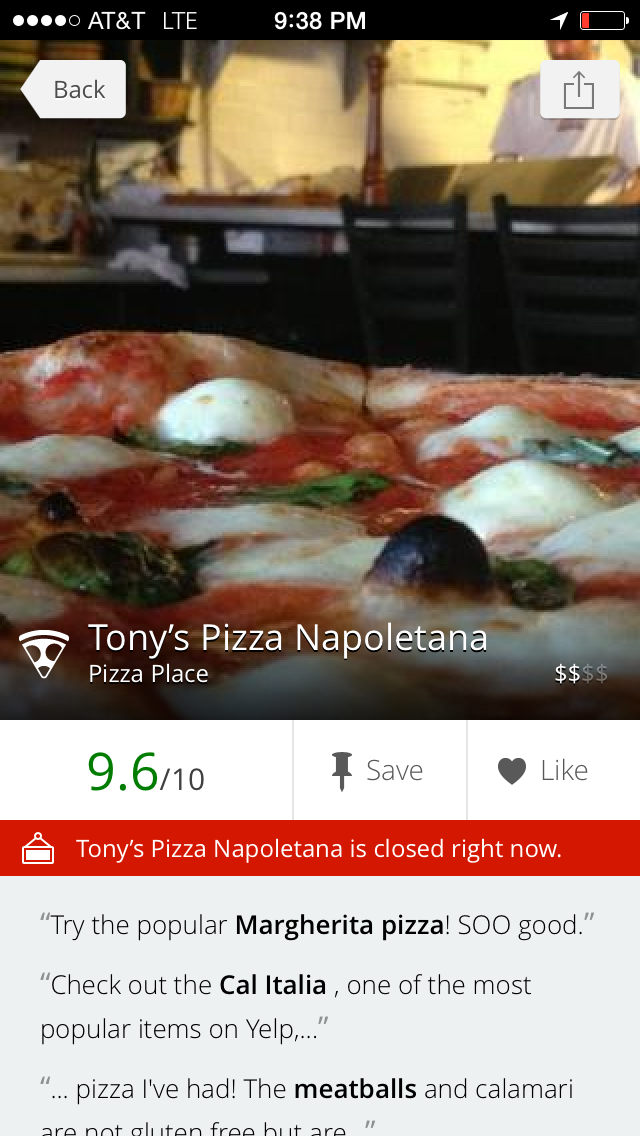 AT&T LTE 9:38 PM
Back
Tony's Pizza Napoletana
Pizza Place
$$$$
9.6/10
Save
Like
Tony's Pizza Napoletana is closed right now.
“Try the popular Margherita pizza! SOO good.”
“Check out the Cal Italia , one of the most
popular items on Yelp,...”
“... pizza I've had! The meatballs and calamari
are not gluten free but are...”